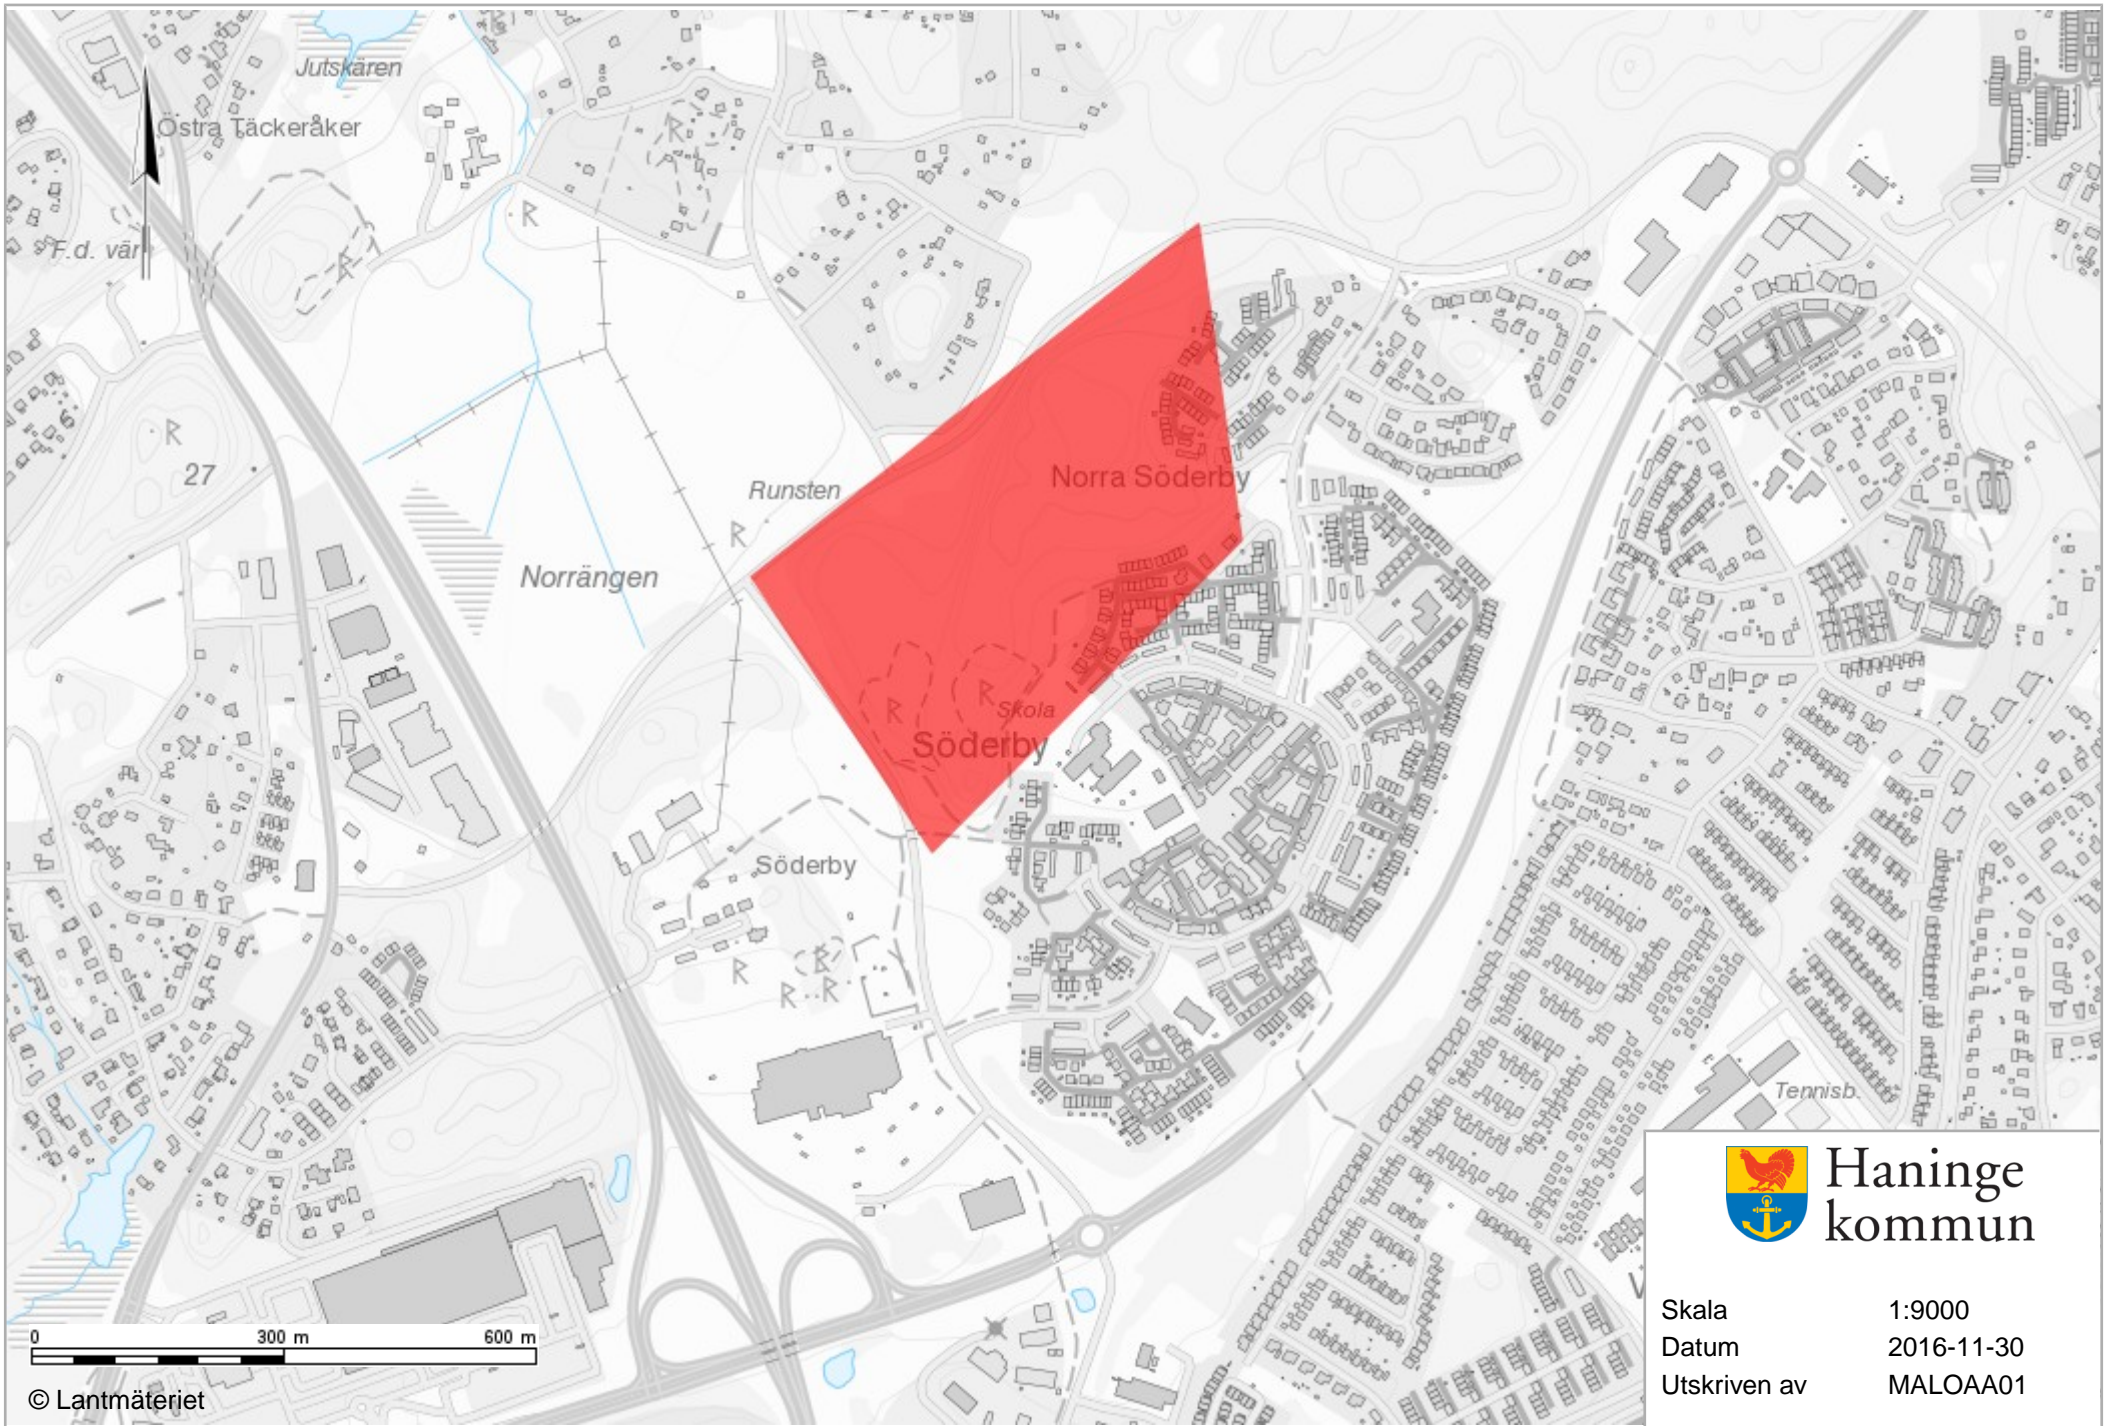 Jutskären
Östra Täckeråker
R
R
F.d. vär
R
R
27
Runsten
R
Norra Söderby
Norrängen
R
R
Skola
Söderby
Söderby
R
R
R
R
Tennisb.
Haninge
kommun
V
Skala 1:9000
Datum 2016-11-30
Utskriven av MALOAA01
0 300 m 600 m
© Lantmäteriet